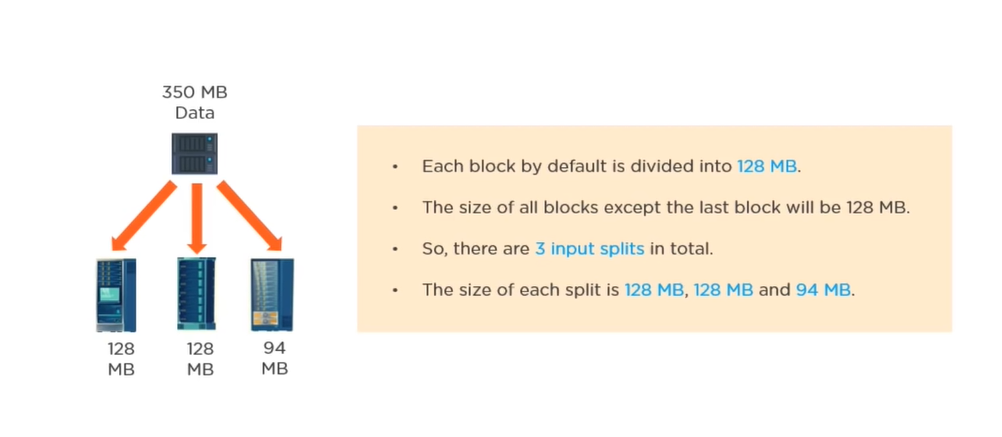 350 MB
Data
128
MB
128
MB
94
MB
• Each block by default is divided into 128 MB.
• The size of all blocks except the last block will be 128 MB.
• So, there are 3 input splits in total.
• The size of each split is 128 MB, 128 MB and 94 MB.